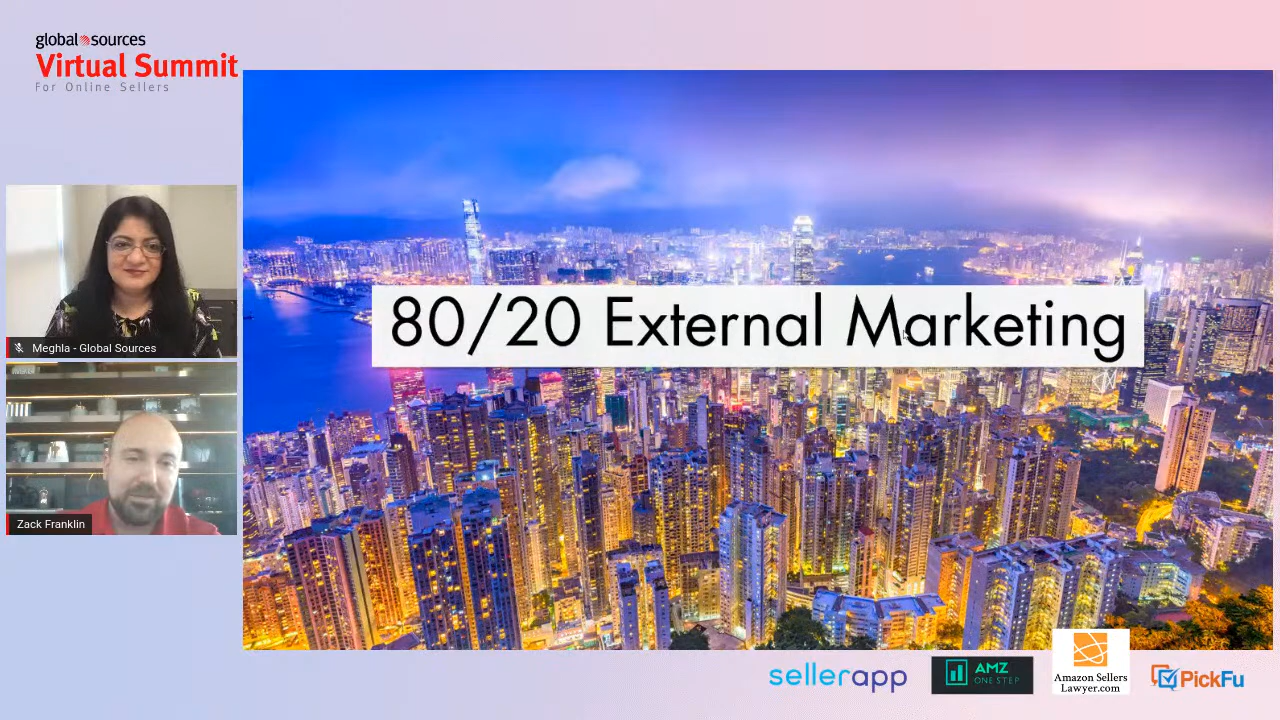 global sources
Virtual Summit
For Online Sellers
80/20 External Marketing
Meghla - Global Sources
Zack Franklin
sellerapp
AMZ
ONE STEP
Amazon Sellers
Lawyer.com
PickFu